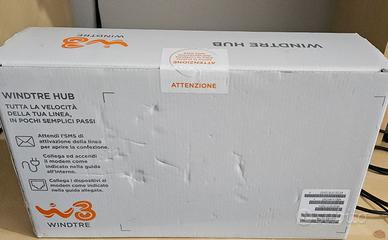 WINDTRE
WINDTRE HUB
ATTENZIONE
ATTENZIONE
WINDTRE HUB
TUTTA LA VELOCITÀ
DELLA TUA LINEA,
IN POCHI SEMPLICI PASSI
Attendi l'SMS di
attivazione della linea
per aprire la confezione.
Collega ed accendi
il modem come
indicato nella guida
all'interno.
Collega i dispositivi al
modem come indicato
nella guida allegata.
WINDTRE